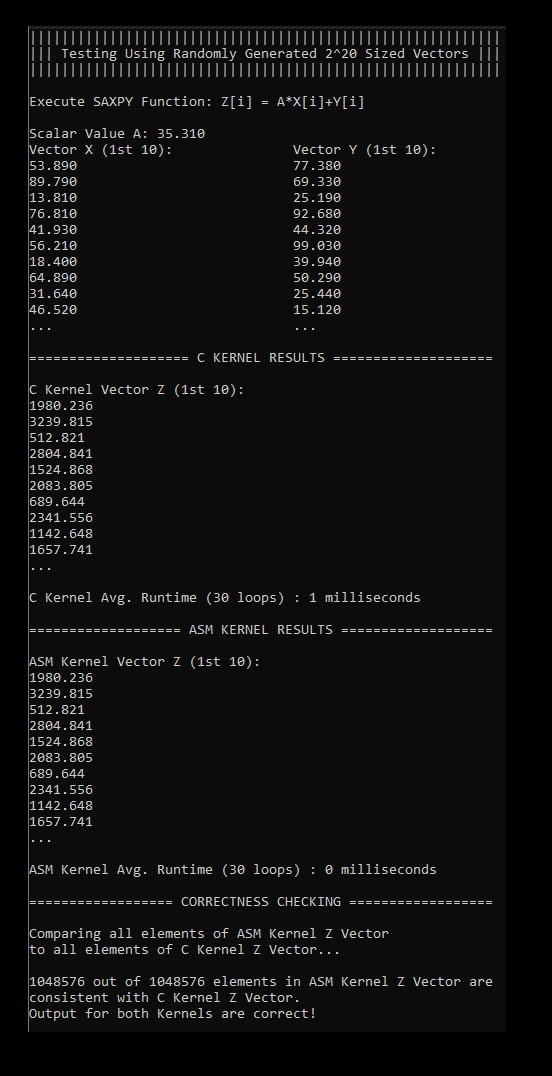 ||||||||||||||||||||||||||||||||||||||||||||||||||||||||||||
||| Testing Using Randomly Generated 2^20 Sized Vectors |||
||||||||||||||||||||||||||||||||||||||||||||||||||||||||||||
Execute SAXPY Function: Z[i] = A*X[i]+Y[i]
Scalar Value A: 35.310
Vector X (1st 10): Vector Y (1st 10):
53.890 77.380
89.790 69.330
13.810 25.190
76.810 92.680
41.930 44.320
56.210 99.030
18.400 39.940
64.890 50.290
31.640 25.440
46.520 15.120
... ...
==================== C KERNEL RESULTS ====================
C Kernel Vector Z (1st 10):
1980.236
3239.815
512.821
2804.841
1524.868
2083.805
689.644
2341.556
1142.648
1657.741
...
C Kernel Avg. Runtime (30 loops) : 1 milliseconds
=================== ASM KERNEL RESULTS ===================
ASM Kernel Vector Z (1st 10):
1980.236
3239.815
512.821
2804.841
1524.868
2083.805
689.644
2341.556
1142.648
1657.741
...
ASM Kernel Avg. Runtime (30 loops) : 0 milliseconds
================== CORRECTNESS CHECKING ==================
Comparing all elements of ASM Kernel Z Vector
to all elements of C Kernel Z Vector...
1048576 out of 1048576 elements in ASM Kernel Z Vector are
consistent with C Kernel Z Vector.
Output for both Kernels are correct!